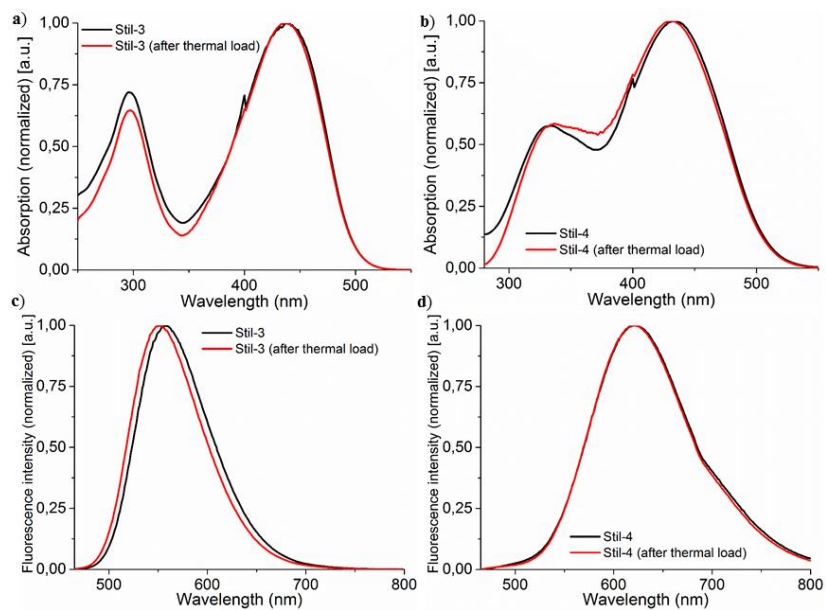 a)
1,00
0,75
0,50
0,25
0,00
Absorption (normalized) [a.u.]
Stil-3
Stil-3 (after thermal load)
300
400
500
Wavelength (nm)
b)
1,00
0,75
0,50
0,25
0,00
Absorption (normalized) [a.u.]
Stil-4
Stil-4 (after thermal load)
300
400
500
Wavelength (nm)
c)
1,00
0,75
0,50
0,25
0,00
Fluorescence intensity (normalized) [a.u.]
Stil-3
Stil-3 (after thermal load)
500
600
700
800
Wavelength (nm)
d)
1,00
0,75
0,50
0,25
0,00
Fluorescence intensity (normalized) [a.u.]
Stil-4
Stil-4 (after thermal load)
500
600
700
800
Wavelength (nm)